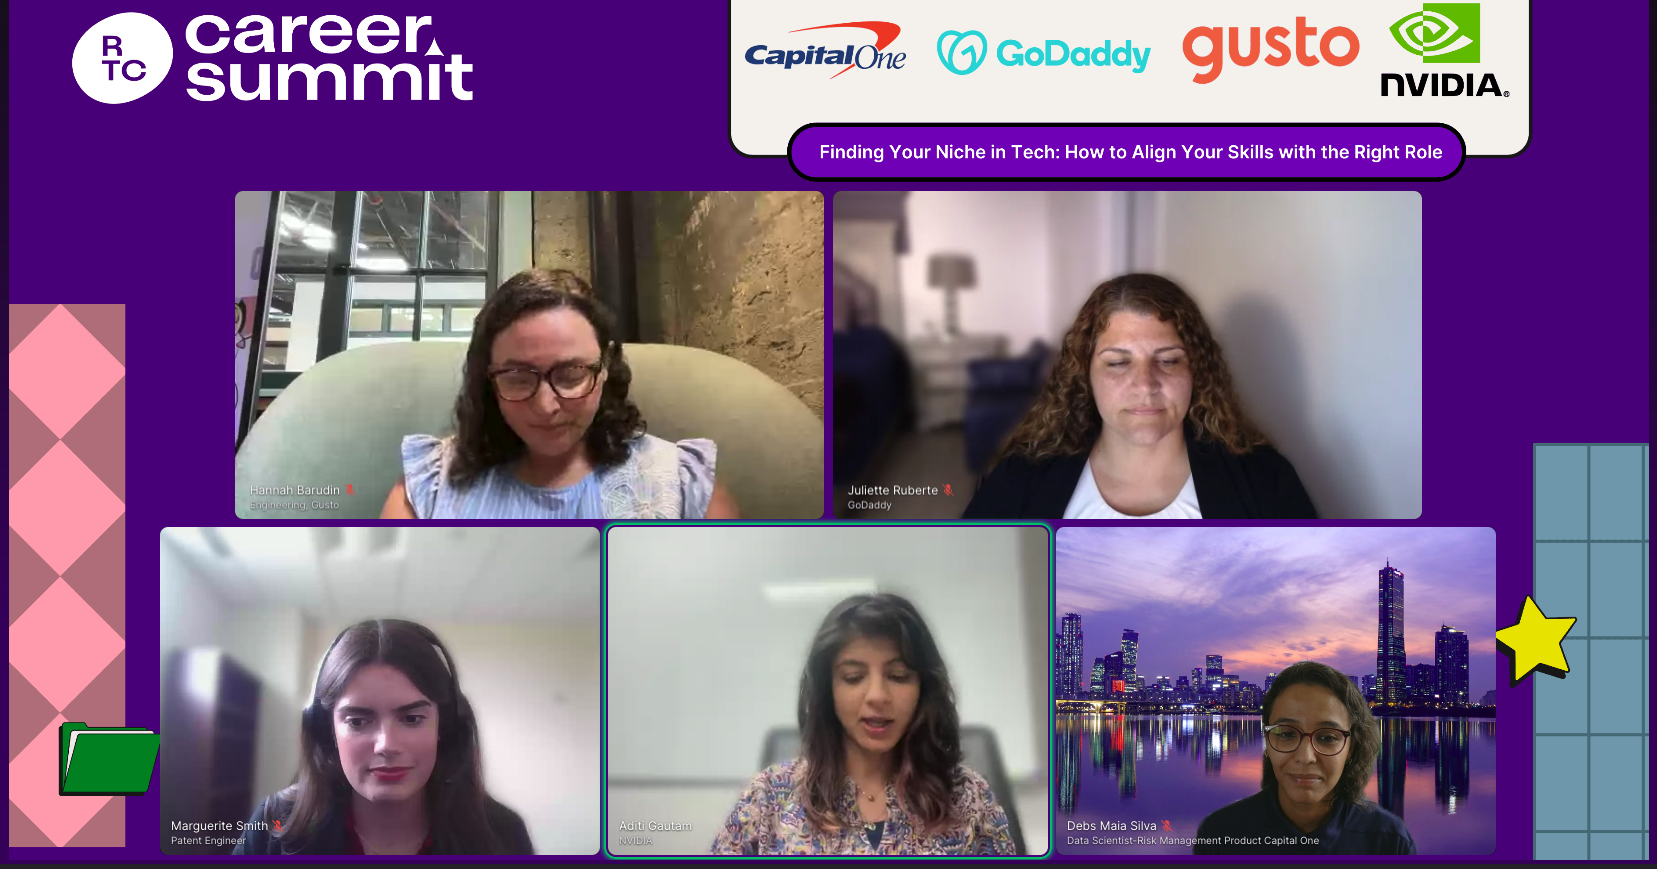 R
TC
career
summit
Capital One
GoDaddy
gusto
NVIDIA®
Finding Your Niche in Tech: How to Align Your Skills with the Right Role
Hannah Barudin
Engineering, Gusto
Juliette Ruberte
GoDaddy
Marguerite Smith
Patent Engineer
Aditi Gautam
NVIDIA
Debs Maia Silva
Data Scientist-Risk Management Product Capital One